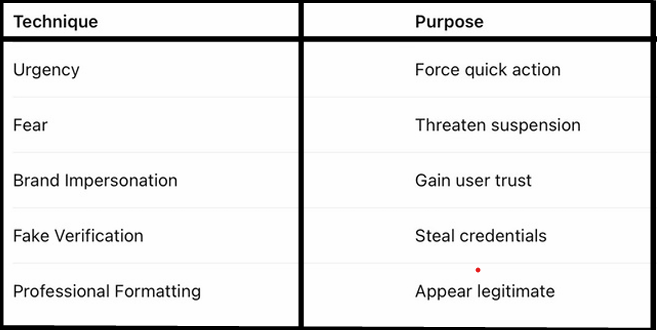 Technique Purpose
Urgency Force quick action
Fear Threaten suspension
Brand Impersonation Gain user trust
Fake Verification Steal credentials
Professional Formatting Appear legitimate